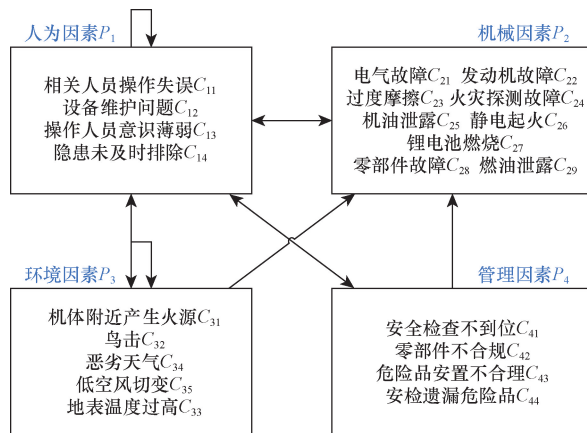 人为因素P₁
相关人员操作失误C₁₁
设备维护问题C₁₂
操作人员意识薄弱C₁₃
隐患未及时排除C₁₄
机械因素P₂
电气故障C₂₁ 发动机故障C₂₂
过度摩擦C₂₃ 火灾探测故障C₂₄
机油泄露C₂₅ 静电起火C₂₆
锂电池燃烧C₂₇
零部件故障C₂₈ 燃油泄露C₂₉
环境因素P₃
机体附近产生火源C₃₁
鸟击C₃₂
恶劣天气C₃₄
低空风切变C₃₅
地表温度过高C₃₃
管理因素P₄
安全检查不到位C₄₁
零部件不合规C₄₂
危险品安置不合理C₄₃
安检遗漏危险品C₄₄